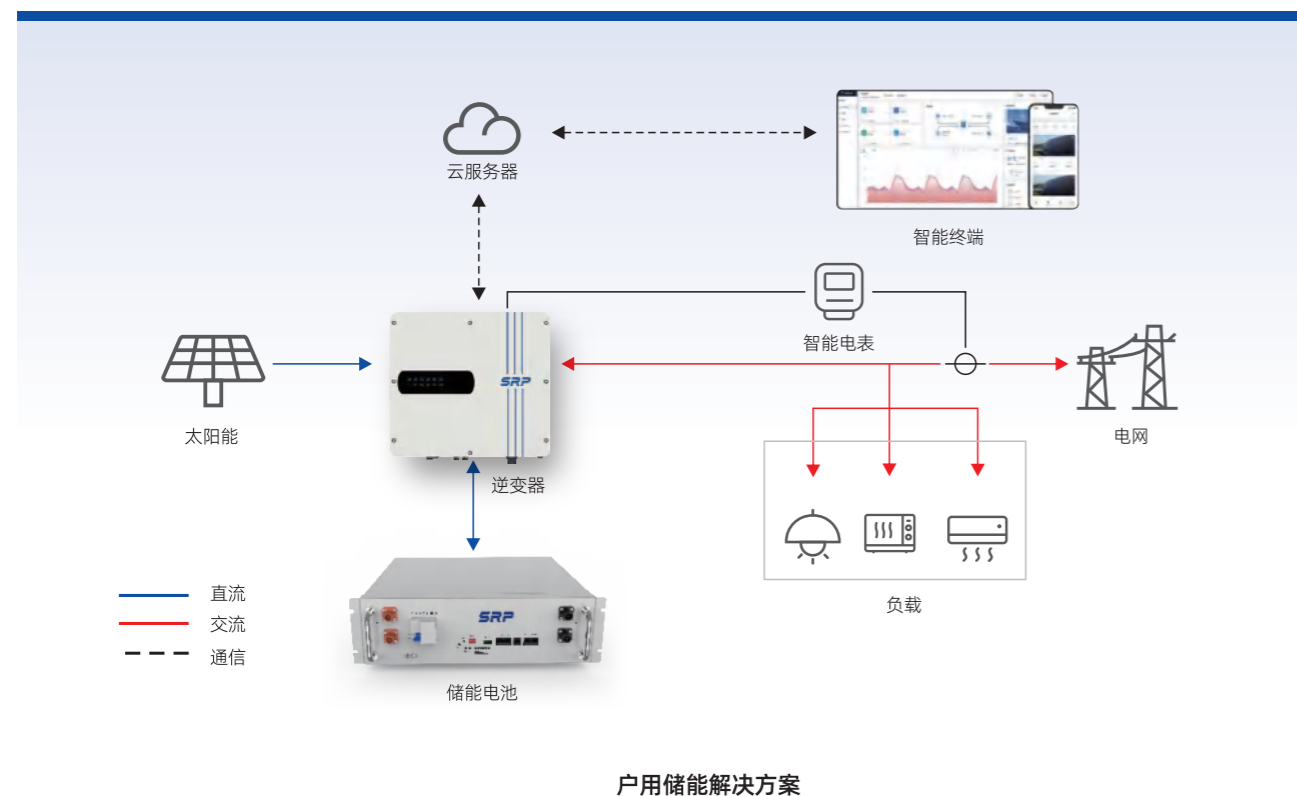 云服务器
智能终端
智能电表
SRP
太阳能
电网
逆变器
直流
SRP
交流
负载
通信
储能电池
户用储能解决方案